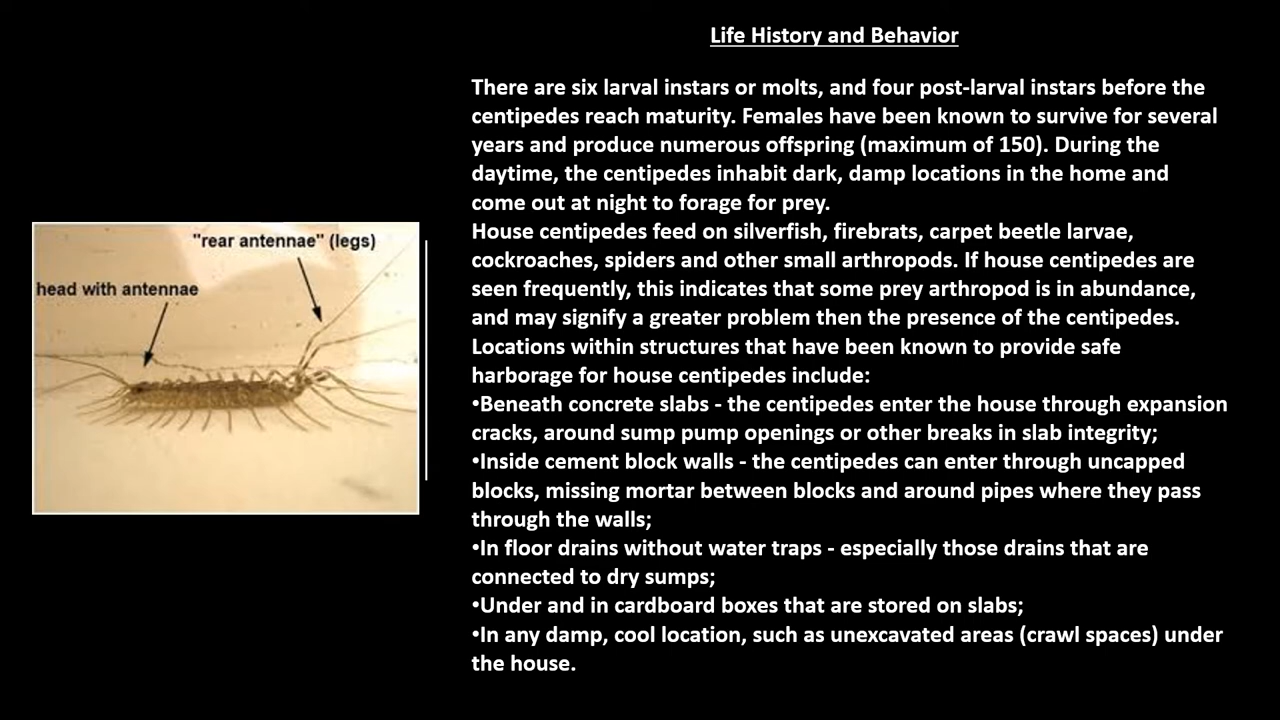 Life History and Behavior
There are six larval instars or molts, and four post-larval instars before the
centipedes reach maturity. Females have been known to survive for several
years and produce numerous offspring (maximum of 150). During the
daytime, the centipedes inhabit dark, damp locations in the home and
come out at night to forage for prey.
House centipedes feed on silverfish, firebrats, carpet beetle larvae,
cockroaches, spiders and other small arthropods. If house centipedes are
seen frequently, this indicates that some prey arthropod is in abundance,
and may signify a greater problem then the presence of the centipedes.
Locations within structures that have been known to provide safe
harborage for house centipedes include:
•Beneath concrete slabs - the centipedes enter the house through expansion
cracks, around sump pump openings or other breaks in slab integrity;
•Inside cement block walls - the centipedes can enter through uncapped
blocks, missing mortar between blocks and around pipes where they pass
through the walls;
•In floor drains without water traps - especially those drains that are
connected to dry sumps;
•Under and in cardboard boxes that are stored on slabs;
•In any damp, cool location, such as unexcavated areas (crawl spaces) under
the house.
"rear antennae" (legs)
head with antennae